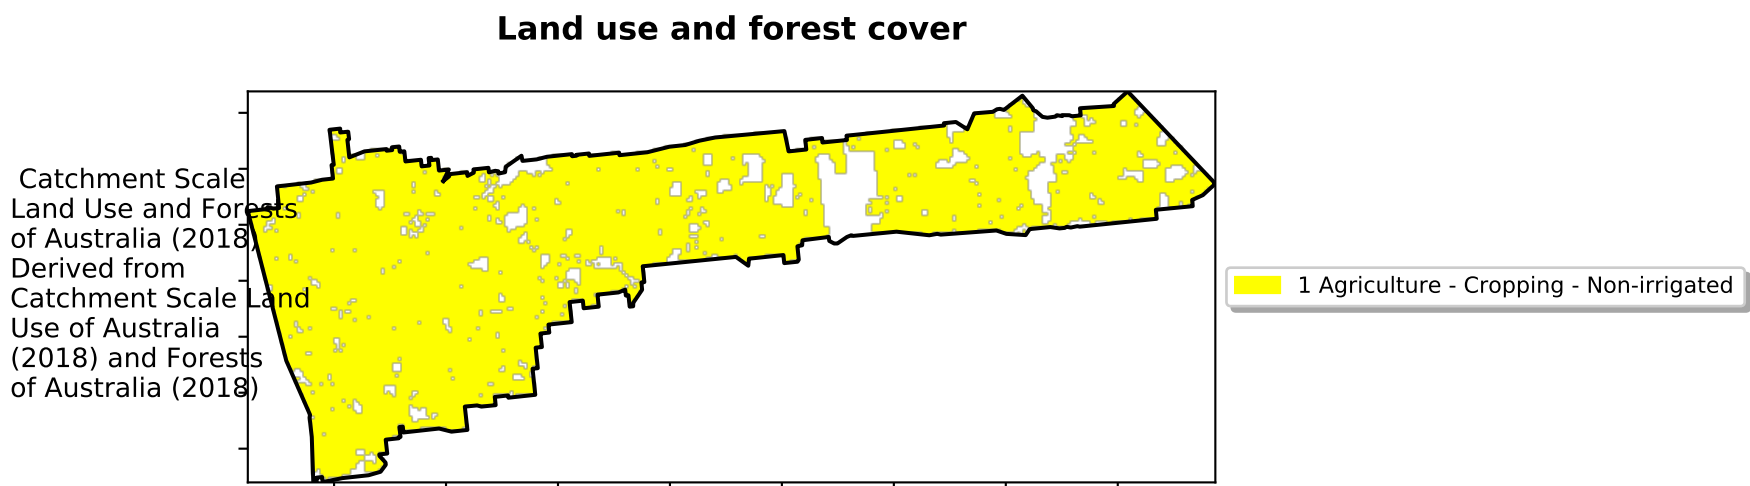 Land use and forest cover
Catchment Scale
Land Use and Forests
of Australia (2018)
Derived from
Catchment Scale Land
Use of Australia
(2018) and Forests
of Australia (2018)
1 Agriculture - Cropping - Non-irrigated